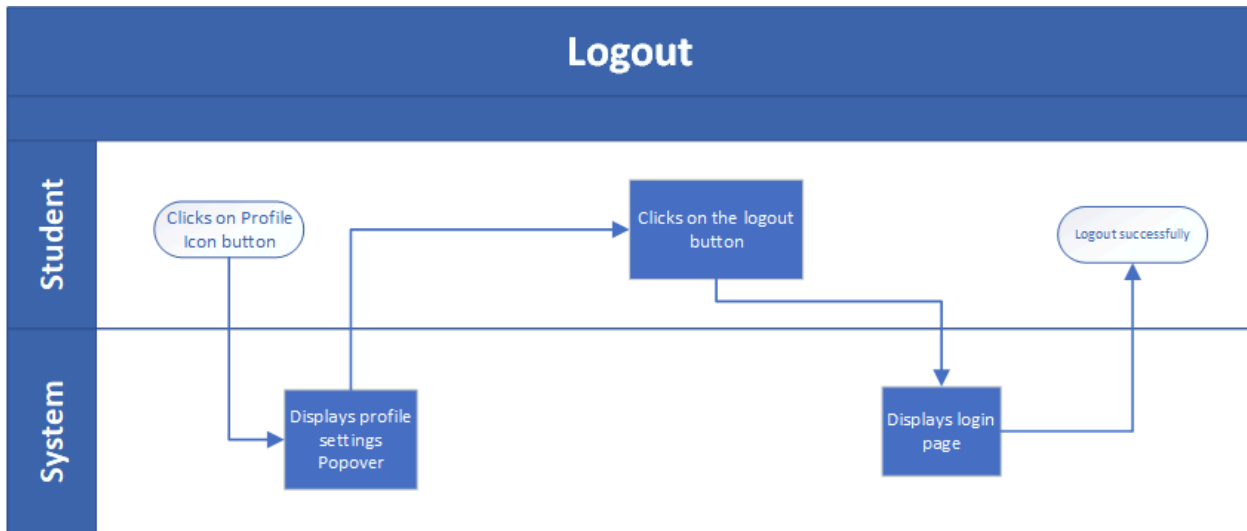 Logout
Student
Clicks on Profile
Icon button
Clicks on the logout
button
Logout successfully
System
Displays profile
settings
Popover
Displays login
page